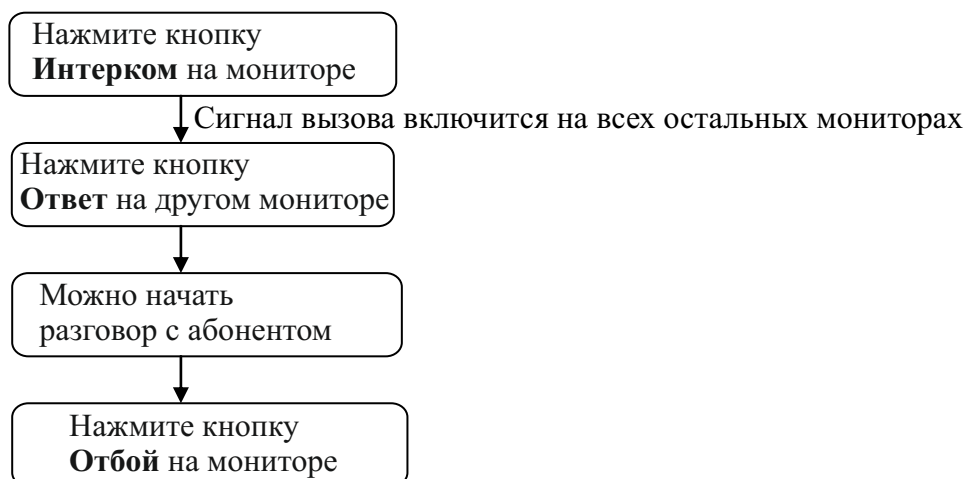 Нажмите кнопку
Интерком на мониторе
Сигнал вызова включится на всех остальных мониторах
Нажмите кнопку
Ответ на другом мониторе
Можно начать
разговор с абонентом
Нажмите кнопку
Отбой на мониторе